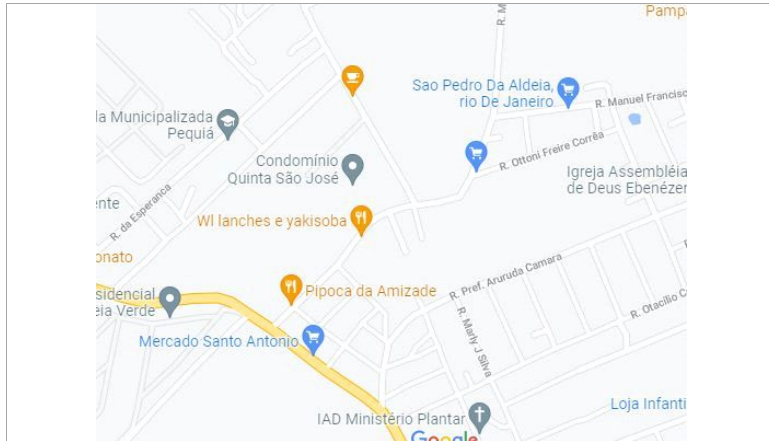 Pampa
R. M
Sao Pedro Da Aldeia,
rio De Janeiro
R. Manuel Francisc
la Municipalizada
Pequiá
R. Ottoni Freire Corrêa
Condomínio
Quinta São José
Igreja Assembléia
de Deus Ebenézer
R. da Esperanca
ente
Wl lanches e yakisoba
onato
R. Pref. Aruruda Camara
sidencial
eia Verde
Pipoca da Amizade
R. Otacílio C
R. Marly J Silva
Mercado Santo Antonio
Loja Infanti
IAD Ministério Plantar
Google